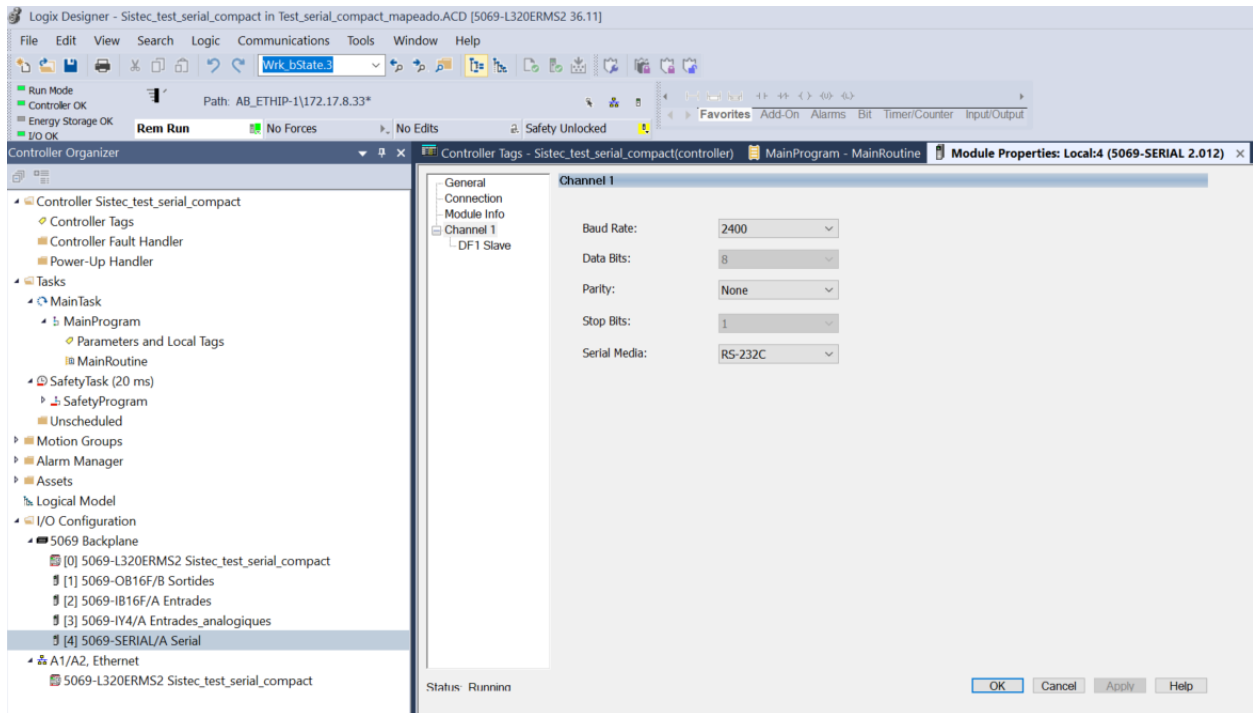 Logix Designer - Sistec_test_serial_compact in Test_serial_compact_mapeado.ACD [5069-L320ERMS2 36.11]
File Edit View Search Logic Communications Tools Window Help
Wrk_bState.3
Run Mode
Controller OK
Energy Storage OK
I/O OK
Path: AB_ETHIP-1\172.17.8.33*
Rem Run No Forces No Edits Safety Unlocked
Favorites Add-On Alarms Bit Timer/Counter Input/Output
Controller Organizer
Controller Tags - Sistec_test_serial_compact(controller) MainProgram - MainRoutine Module Properties: Local:4 (5069-SERIAL 2.012)
Controller Sistec_test_serial_compact
Controller Tags
Controller Fault Handler
Power-Up Handler
Tasks
MainTask
MainProgram
Parameters and Local Tags
MainRoutine
SafetyTask (20 ms)
SafetyProgram
Unscheduled
Motion Groups
Alarm Manager
Assets
Logical Model
I/O Configuration
5069 Backplane
[0] 5069-L320ERMS2 Sistec_test_serial_compact
[1] 5069-OB16F/B Sortides
[2] 5069-IB16F/A Entrades
[3] 5069-IY4/A Entrades_analogiques
[4] 5069-SERIAL/A Serial
A1/A2, Ethernet
5069-L320ERMS2 Sistec_test_serial_compact
General
Connection
Module Info
Channel 1
DF1 Slave
Channel 1
Baud Rate: 2400
Data Bits: 8
Parity: None
Stop Bits: 1
Serial Media: RS-232C
Status: Running
OK Cancel Apply Help